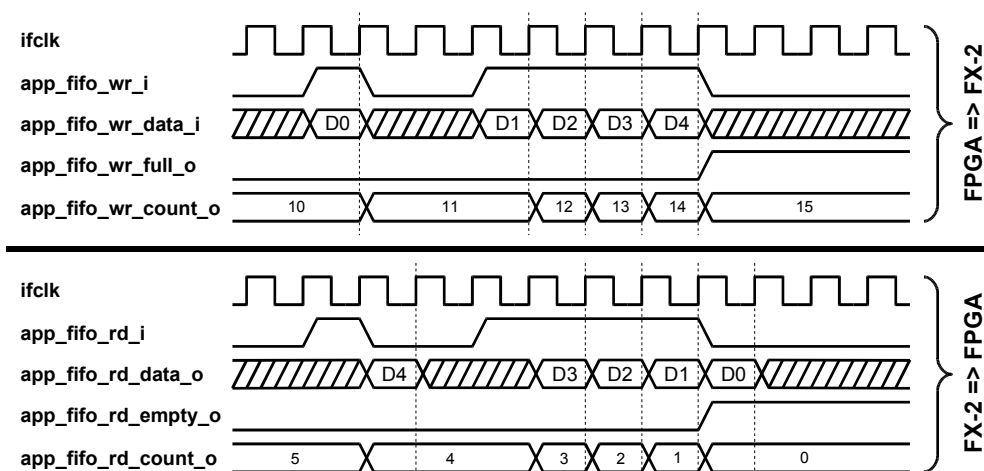 ifclk
app_fifo_wr_i
app_fifo_wr_data_i D0 D1 D2 D3 D4
app_fifo_wr_full_o
app_fifo_wr_count_o 10 11 12 13 14 15
FPGA => FX-2
ifclk
app_fifo_rd_i
app_fifo_rd_data_o D4 D3 D2 D1 D0
app_fifo_rd_empty_o
app_fifo_rd_count_o 5 4 3 2 1 0
FX-2 => FPGA